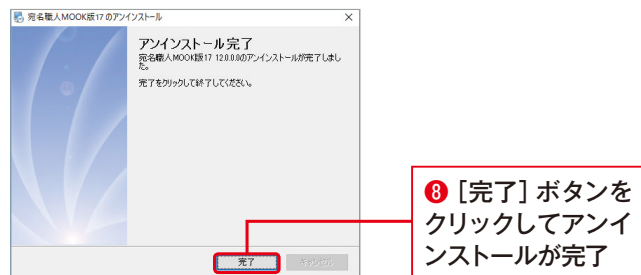 宛名職人MOOK版17 のアンインストール
アンインストール完了
宛名職人MOOK版17 12.0.0.0のアンインストールが完了しまし
た。
完了をクリックして終了してください。
完了
キャンセル
❽［完了］ボタンを
クリックしてアンイ
ンストールが完了